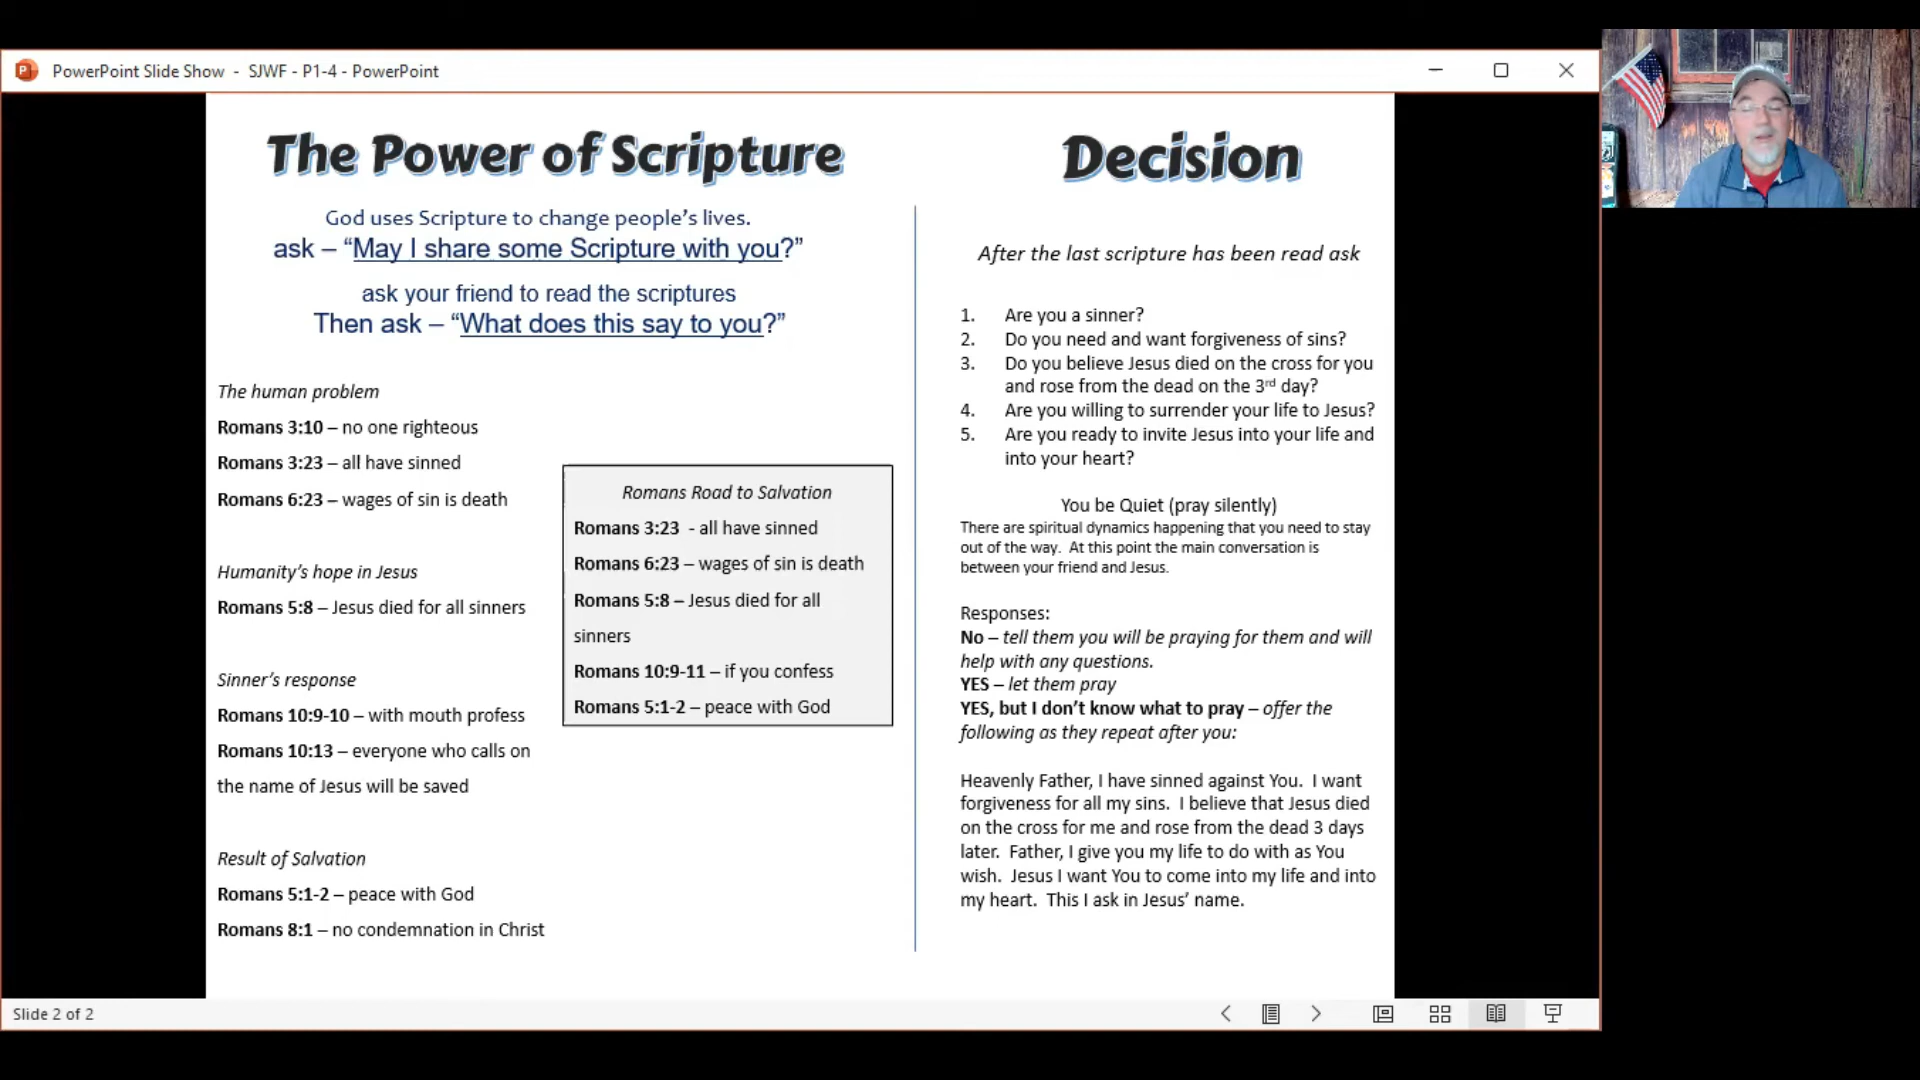 PowerPoint Slide Show - SJWF - P1-4 - PowerPoint
The Power of Scripture
God uses Scripture to change people's lives.
ask – “May I share some Scripture with you?”
ask your friend to read the scriptures
Then ask – “What does this say to you?”
The human problem
Romans 3:10 – no one righteous
Romans 3:23 – all have sinned
Romans 6:23 – wages of sin is death
Humanity's hope in Jesus
Romans 5:8 – Jesus died for all sinners
Sinner's response
Romans 10:9-10 – with mouth profess
Romans 10:13 – everyone who calls on
the name of Jesus will be saved
Result of Salvation
Romans 5:1-2 – peace with God
Romans 8:1 – no condemnation in Christ
Romans Road to Salvation
Romans 3:23 - all have sinned
Romans 6:23 – wages of sin is death
Romans 5:8 – Jesus died for all
sinners
Romans 10:9-11 – if you confess
Romans 5:1-2 – peace with God
Decision
After the last scripture has been read ask
1. Are you a sinner?
2. Do you need and want forgiveness of sins?
3. Do you believe Jesus died on the cross for you
and rose from the dead on the 3rd day?
4. Are you willing to surrender your life to Jesus?
5. Are you ready to invite Jesus into your life and
into your heart?
You be Quiet (pray silently)
There are spiritual dynamics happening that you need to stay
out of the way. At this point the main conversation is
between your friend and Jesus.
Responses:
No – tell them you will be praying for them and will
help with any questions.
YES – let them pray
YES, but I don't know what to pray – offer the
following as they repeat after you:
Heavenly Father, I have sinned against You. I want
forgiveness for all my sins. I believe that Jesus died
on the cross for me and rose from the dead 3 days
later. Father, I give you my life to do with as You
wish. Jesus I want You to come into my life and into
my heart. This I ask in Jesus' name.
Slide 2 of 2